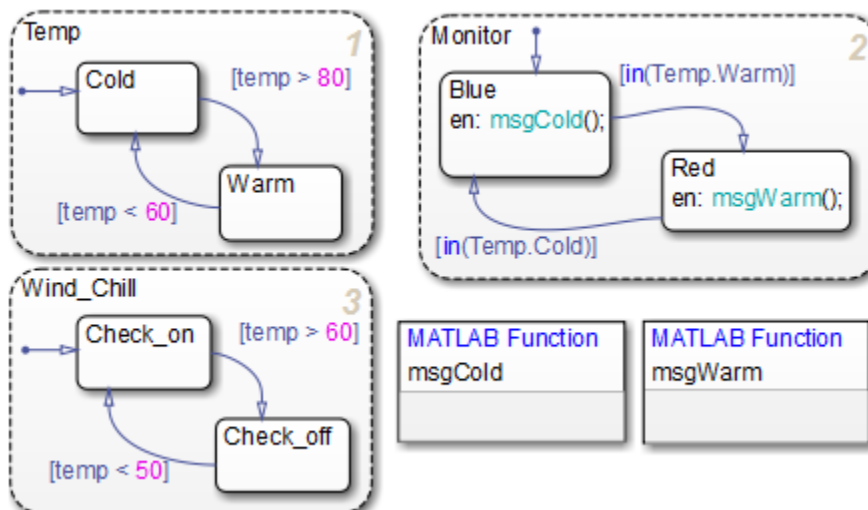 Temp
1
Cold
[temp > 80]
Warm
[temp < 60]
Monitor
2
Blue
en: msgCold();
[in(Temp.Warm)]
Red
en: msgWarm();
[in(Temp.Cold)]
Wind_Chill
3
Check_on
[temp > 60]
Check_off
[temp < 50]
MATLAB Function
msgCold
MATLAB Function
msgWarm